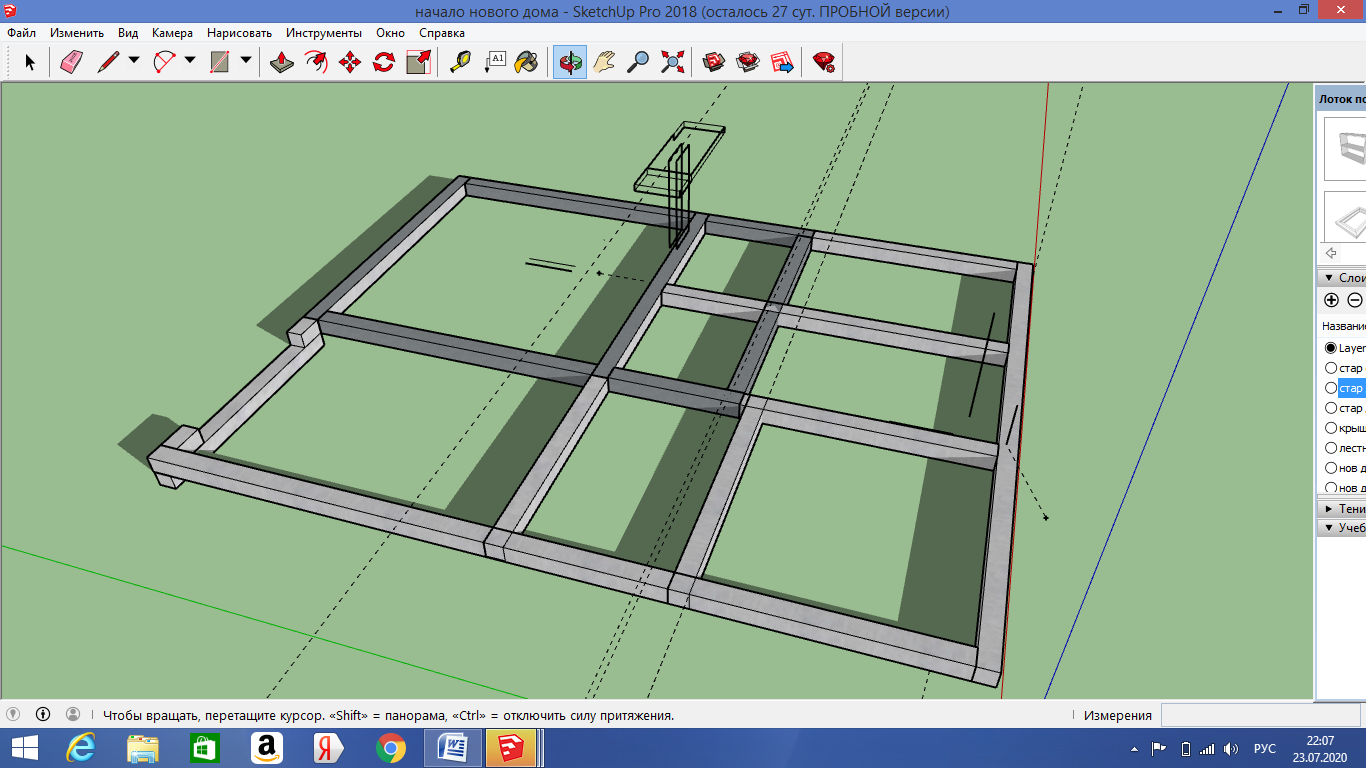 начало нового дома - SketchUp Pro 2018 (осталось 27 сут. ПРОБНОЙ версии)
Файл Изменить Вид Камера Нарисовать Инструменты Окно Справка
A1
Лоток по
Слои
Название
Layer
стар
стар
стар
крыш
лестн
нов д
нов д
Тени
Учеб
Чтобы вращать, перетащите курсор. «Shift» = панорама, «Ctrl» = отключить силу притяжения.
Измерения
РУС
22:07
23.07.2020